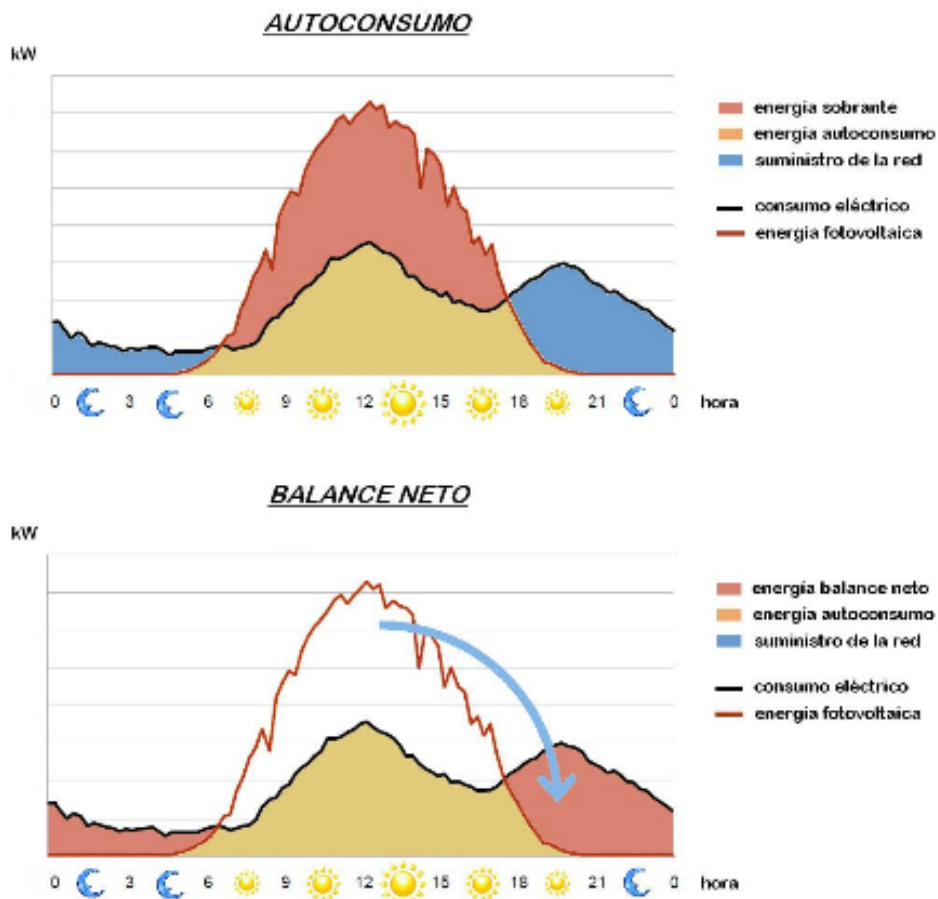 AUTOCONSUMO
kW
energía sobrante
energía autoconsumo
suministro de la red
consumo eléctrico
energía fotovoltaica
0 3 6 9 12 15 18 21 0 hora
BALANCE NETO
kW
energía balance neto
energía autoconsumo
suministro de la red
consumo eléctrico
energía fotovoltaica
0 3 6 9 12 15 18 21 0 hora